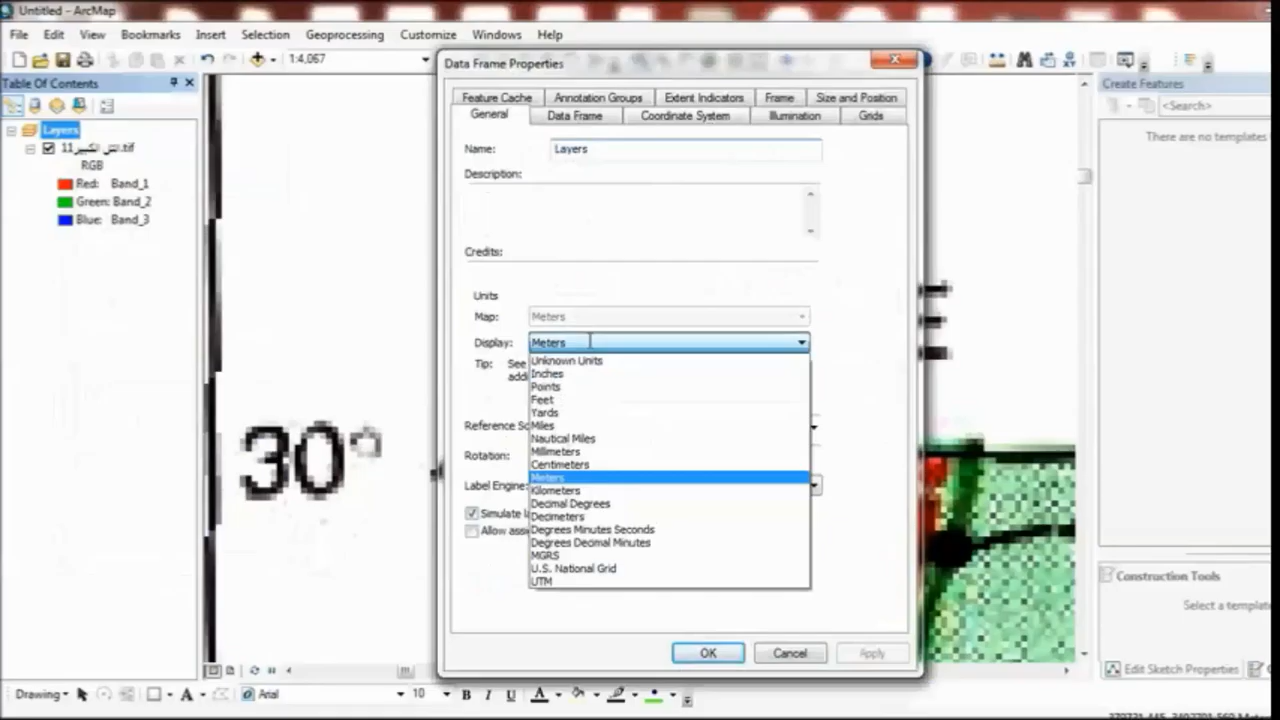 Untitled - ArcMap
File Edit View Bookmarks Insert Selection Geoprocessing Customize Windows Help
1:4,067
Table Of Contents
Layers
RGB
Red: Band_1
Green: Band_2
Blue: Band_3
30°
Data Frame Properties
Feature Cache Annotation Groups Extent Indicators Frame Size and Position
General Data Frame Coordinate System Illumination Grids
Name: Layers
Description:
Credits:
Units
Map: Meters
Display: Meters
Tip: See
Unknown Units
Inches
Points
Feet
Yards
Miles
Nautical Miles
Millimeters
Centimeters
Meters
Kilometers
Decimal Degrees
Decimeters
Degrees Minutes Seconds
Degrees Decimal Minutes
MGRS
U.S. National Grid
UTM
Rotation:
Label Engine:
OK Cancel Apply
Create Features
<Search>
There are no templates
Construction Tools
Select a template
Edit Sketch Properties
Drawing Arial 10 B I U A